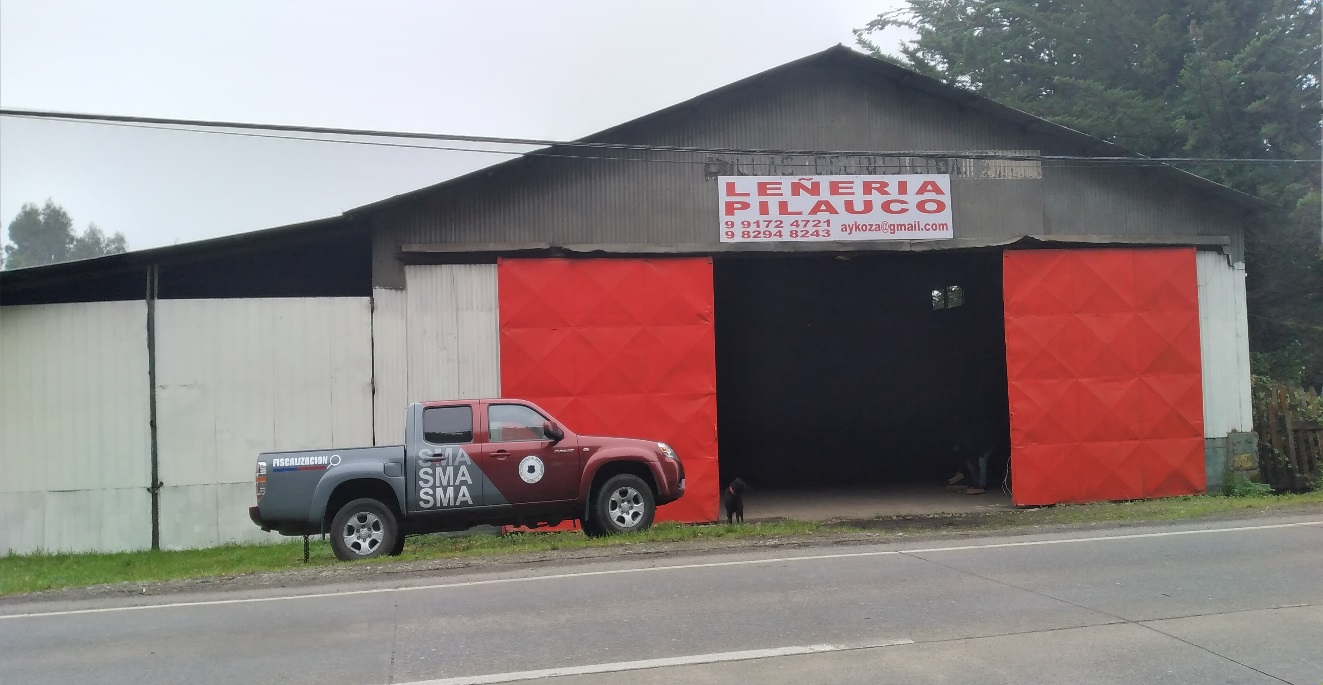 LEÑERIA
PILAUCO
9 9172 4721
9 8294 8243 aykoza@gmail.com
FISCALIZACION
SMA
SMA
SMA